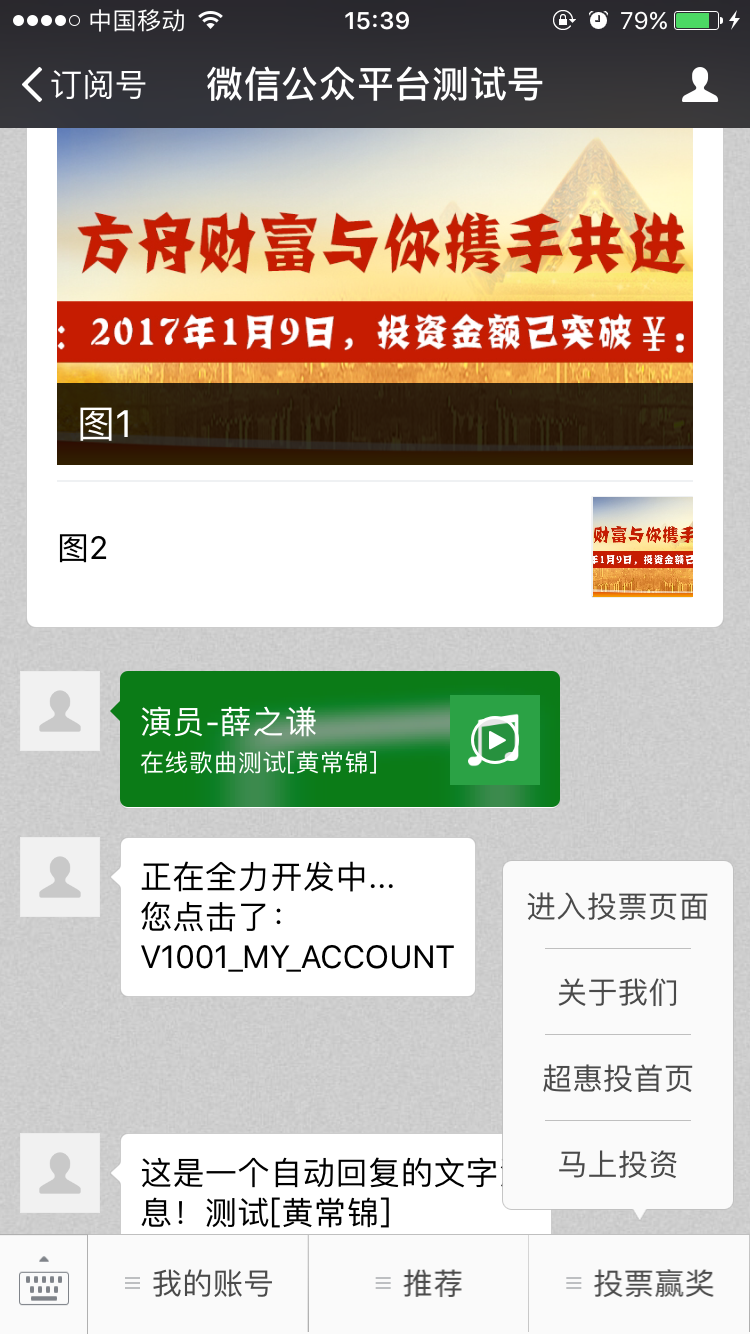 中国移动
15:39
79%
订阅号
微信公众平台测试号
方舟财富与你携手共进
：2017年1月9日，投资金额已突破￥：
图1
图2
财富与你携手
年1月9日，投资金额已
演员-薛之谦
在线歌曲测试[黄常锦]
正在全力开发中...
您点击了：
V1001_MY_ACCOUNT
进入投票页面
关于我们
超惠投首页
马上投资
这是一个自动回复的文字
息！测试[黄常锦]
我的账号
推荐
投票赢奖